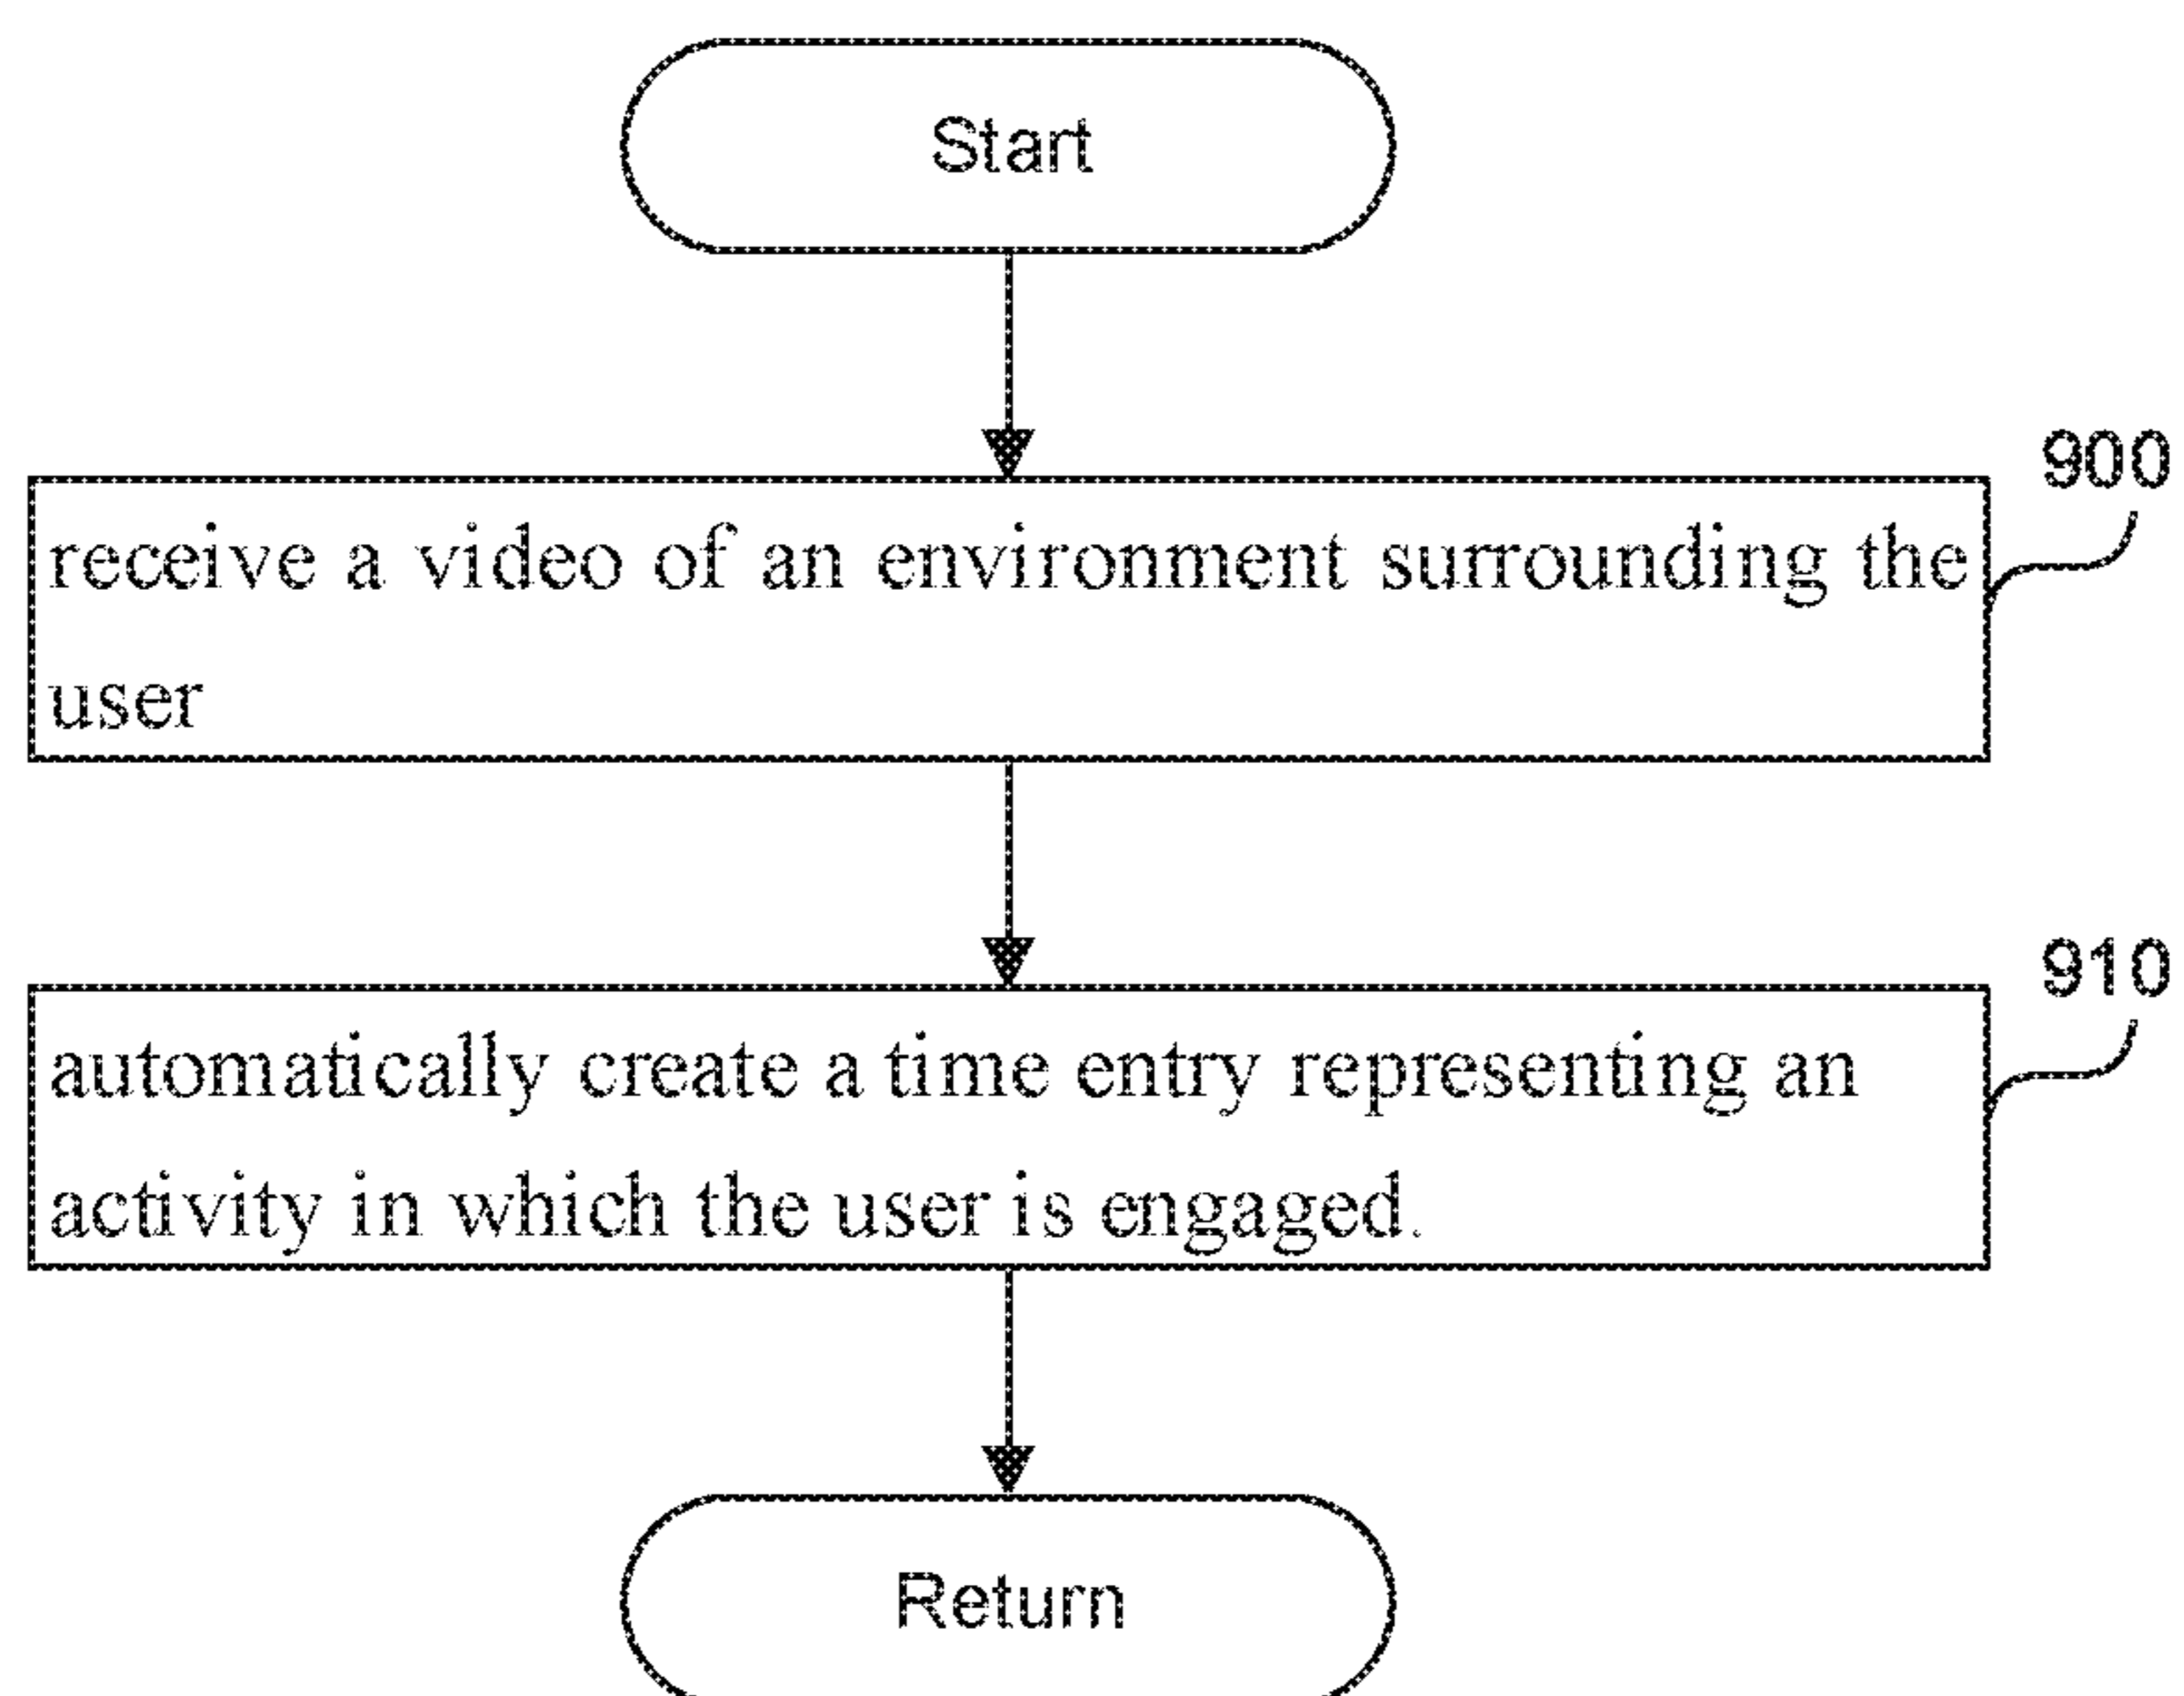 Start
900
receive a video of an environment surrounding the
user
910
automatically create a time entry representing an
activity in which the user is engaged.
Return